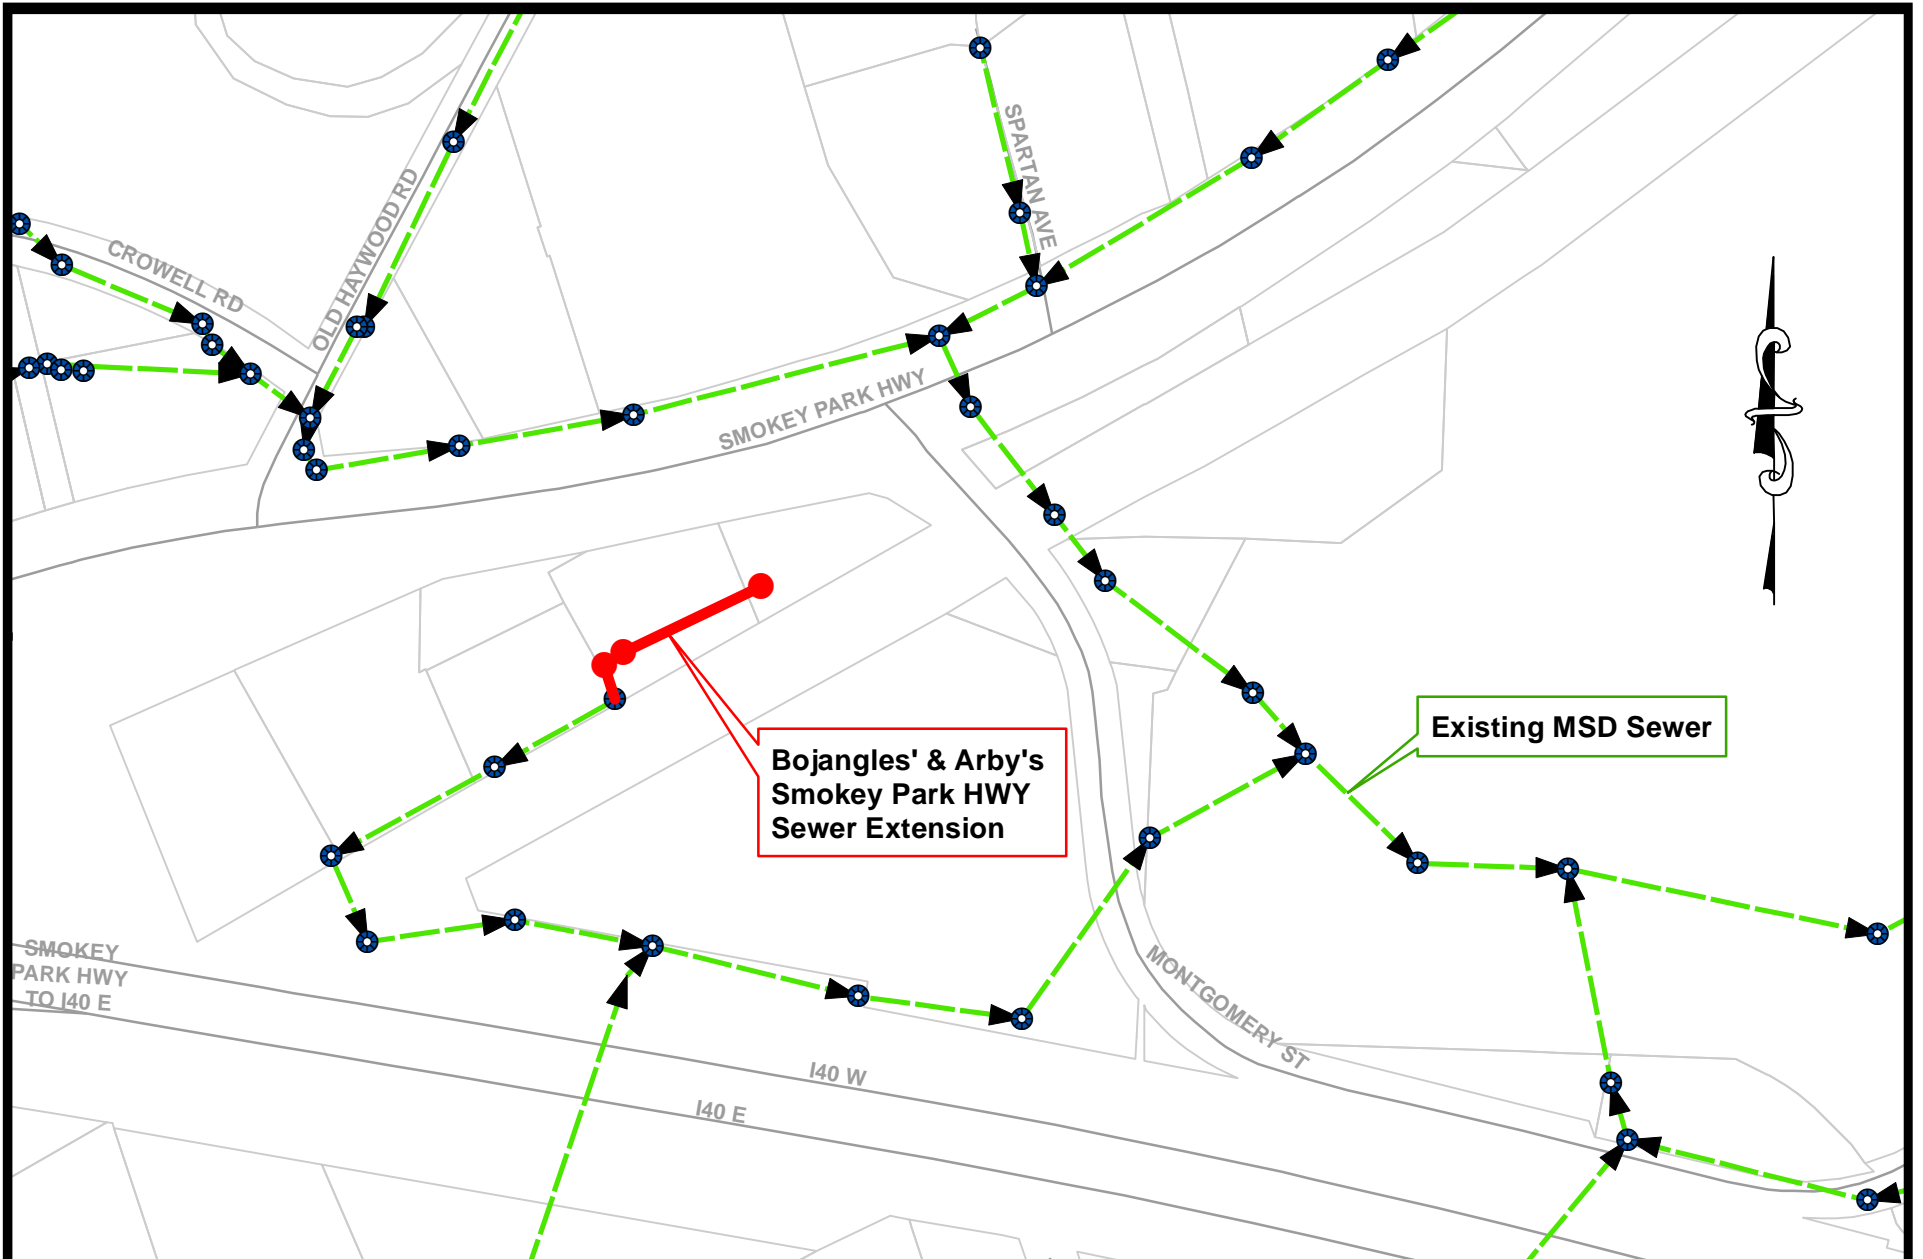 SPARTAN AVE
OLD HAYWOOD RD
CROWELL RD
SMOKEY PARK HWY
Existing MSD Sewer
Bojangles' & Arby's
Smokey Park HWY
Sewer Extension
SMOKEY
PARK HWY
TO I40 E
MONTGOMERY ST
I40 W
I40 E